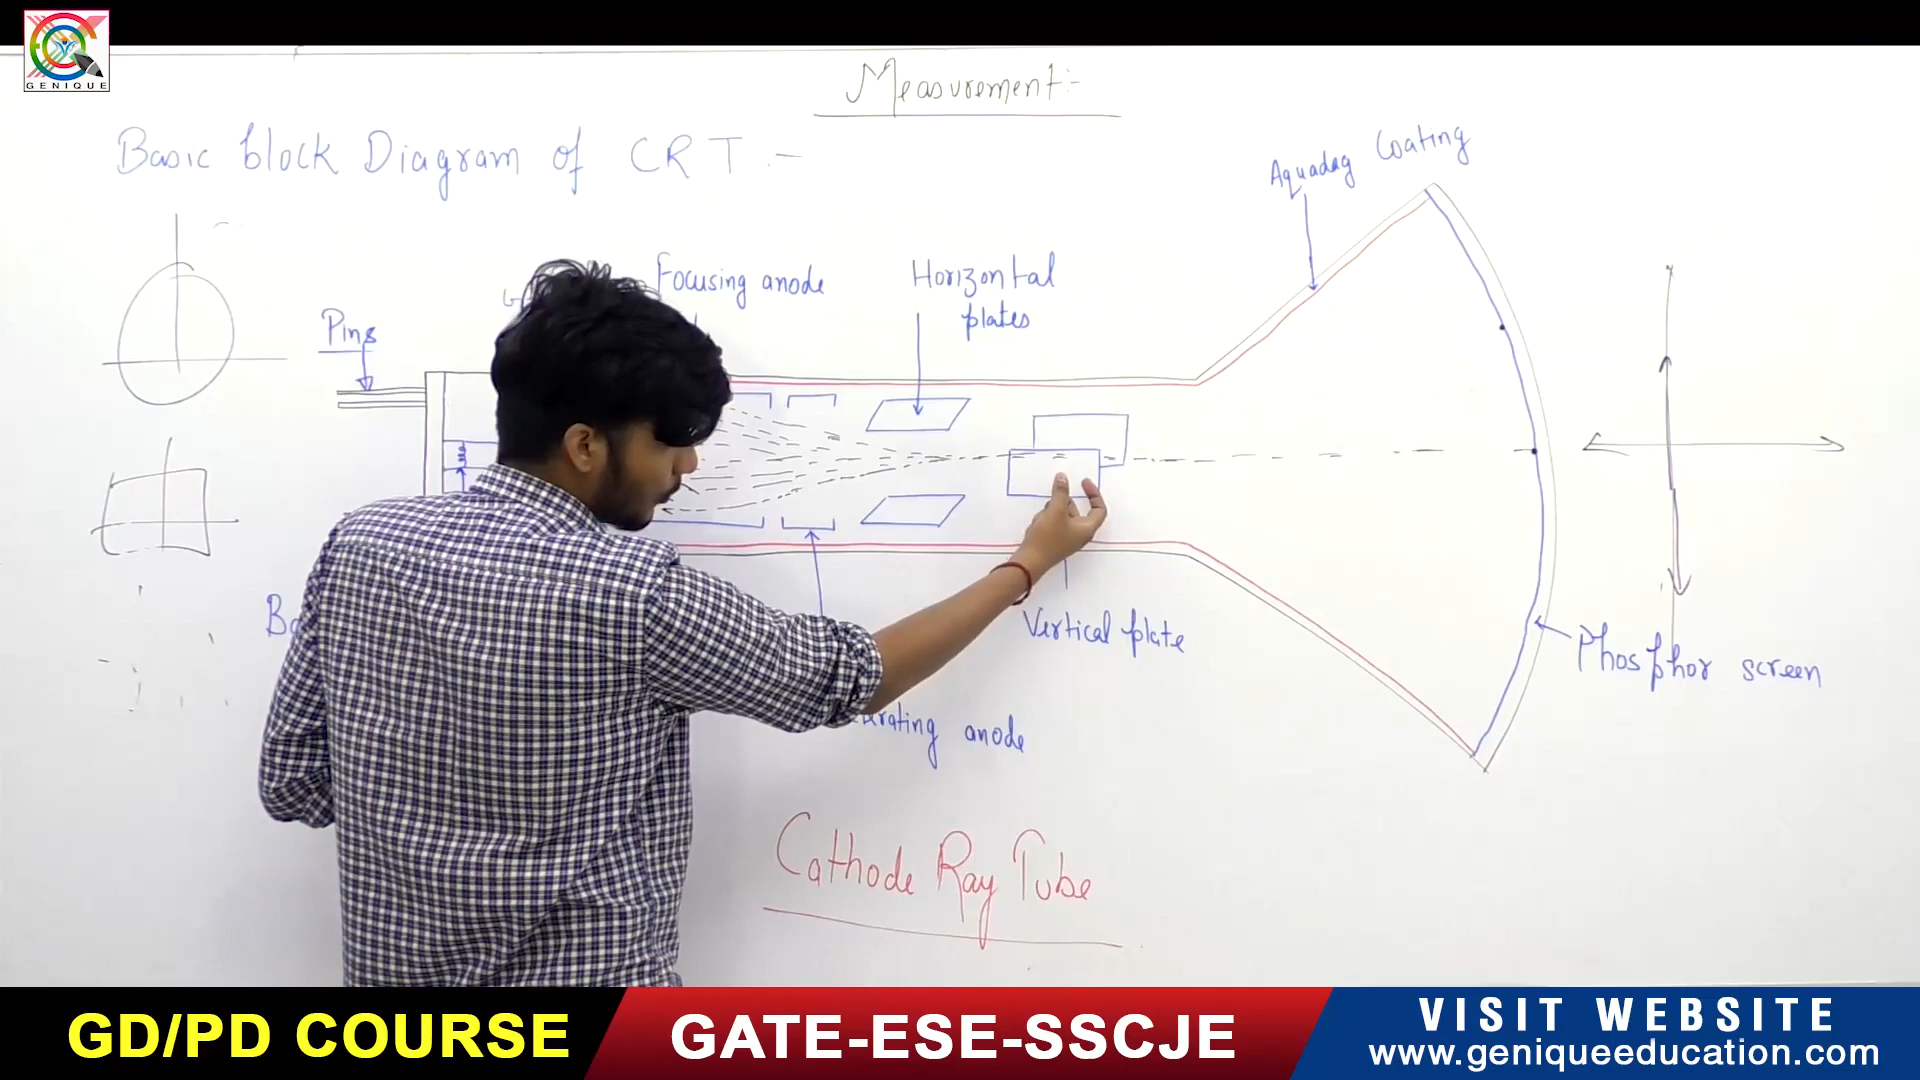 GENIQUE
Measurement:-
Basic block Diagram of CRT :-
Aquadag Coating
Focusing anode
Horizontal
plates
Pins
Vertical plate
Phosphor screen
anode
Cathode Ray Tube
GD/PD COURSE
GATE-ESE-SSCJE
VISIT WEBSITE
www.geniqueeducation.com